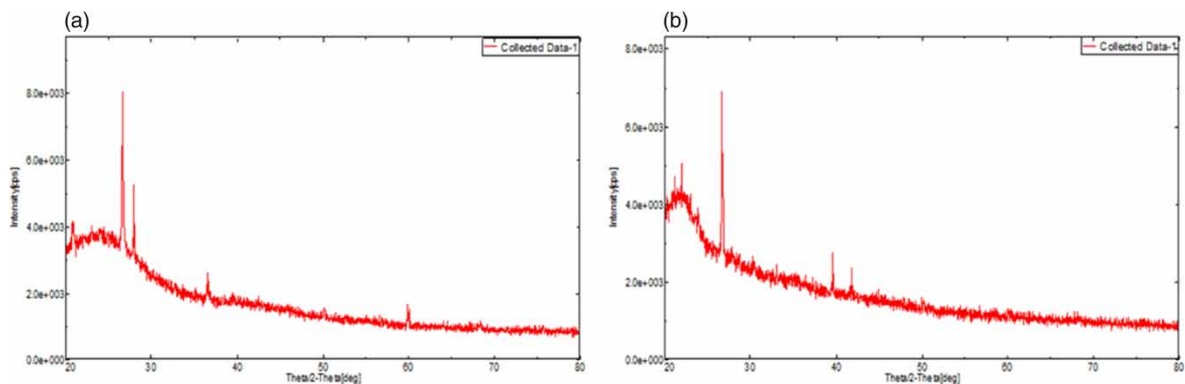 (a)
Collected Data-1
8.0e+003
6.0e+003
4.0e+003
2.0e+003
0.0e+000
Intensity[cps]
20 30 40 50 60 70 80
Theta/2-Theta[deg]
(b)
Collected Data-1
8.0e+003
6.0e+003
4.0e+003
2.0e+003
0.0e+000
Intensity[cps]
20 30 40 50 60 70 80
Theta/2-Theta[deg]